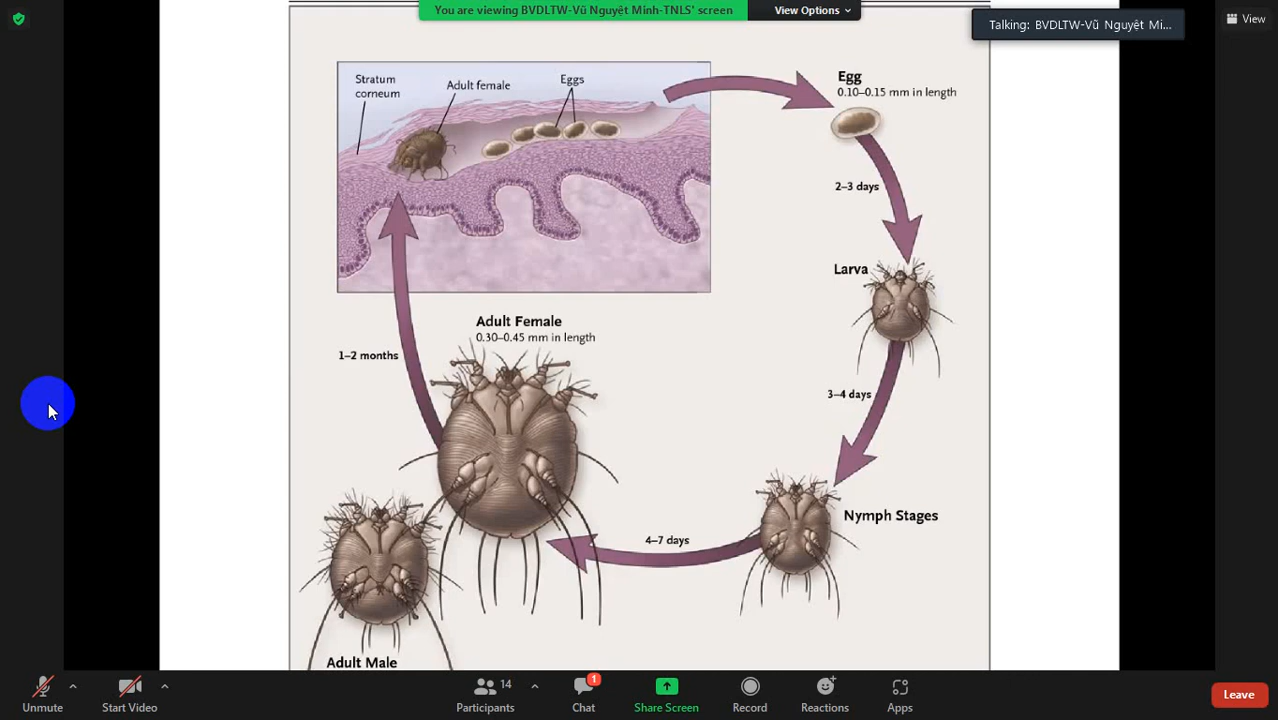 You are viewing BVDLTW-Vũ Nguyệt Minh-TNLS' screen
View Options
Talking: BVDLTW-Vũ Nguyệt Mi...
View
Stratum
corneum
Adult female
Eggs
Egg
0.10–0.15 mm in length
2–3 days
Larva
Adult Female
0.30–0.45 mm in length
1–2 months
3–4 days
Nymph Stages
4–7 days
Adult Male
Unmute
Start Video
14
Participants
1
Chat
Share Screen
Record
Reactions
Apps
Leave